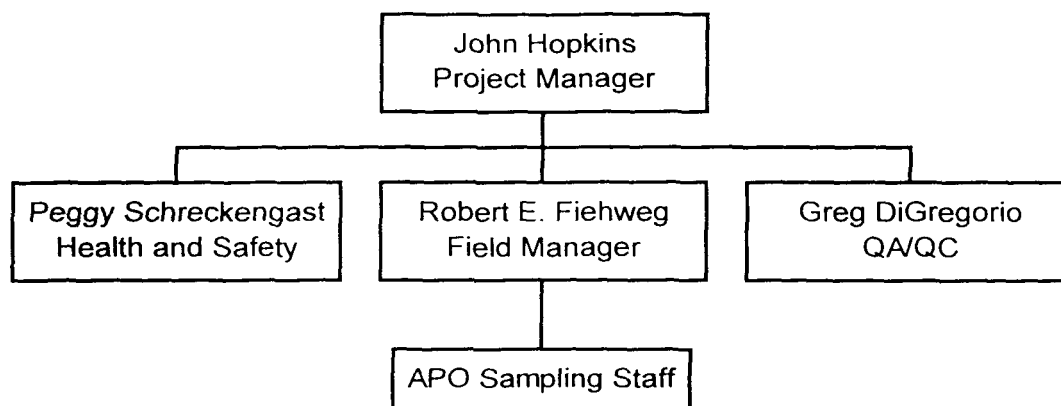 John Hopkins
Project Manager
Peggy Schreckengast
Health and Safety
Robert E. Fiehweg
Field Manager
Greg DiGregorio
QA/QC
APO Sampling Staff